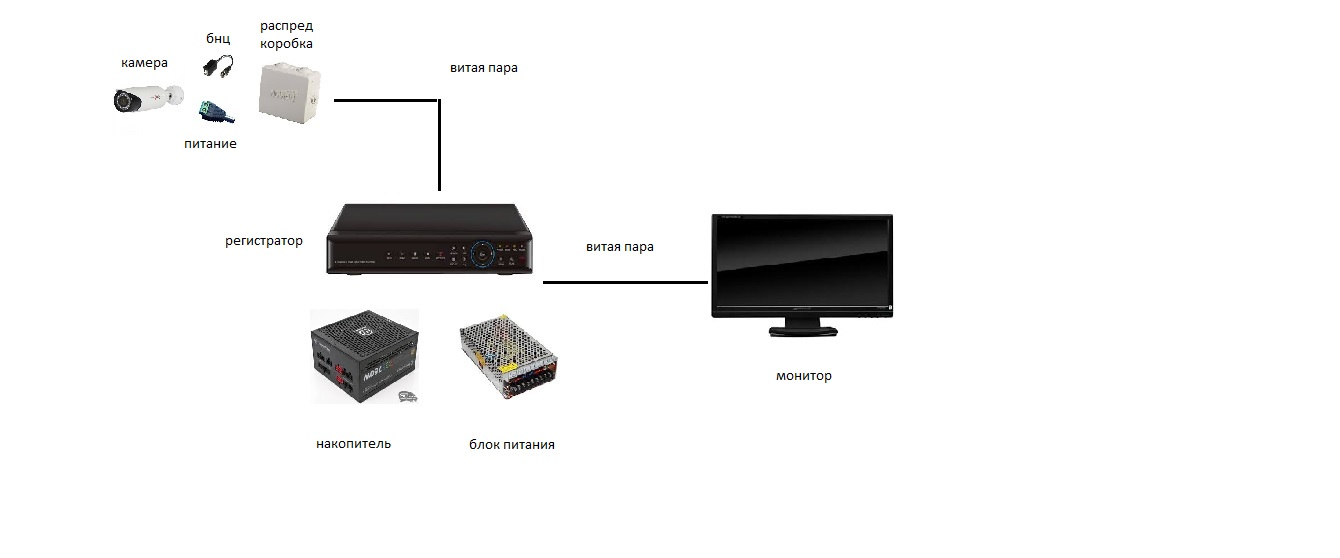 распред
коробка
бнц
камера
витая пара
питание
регистратор
витая пара
монитор
накопитель
блок питания